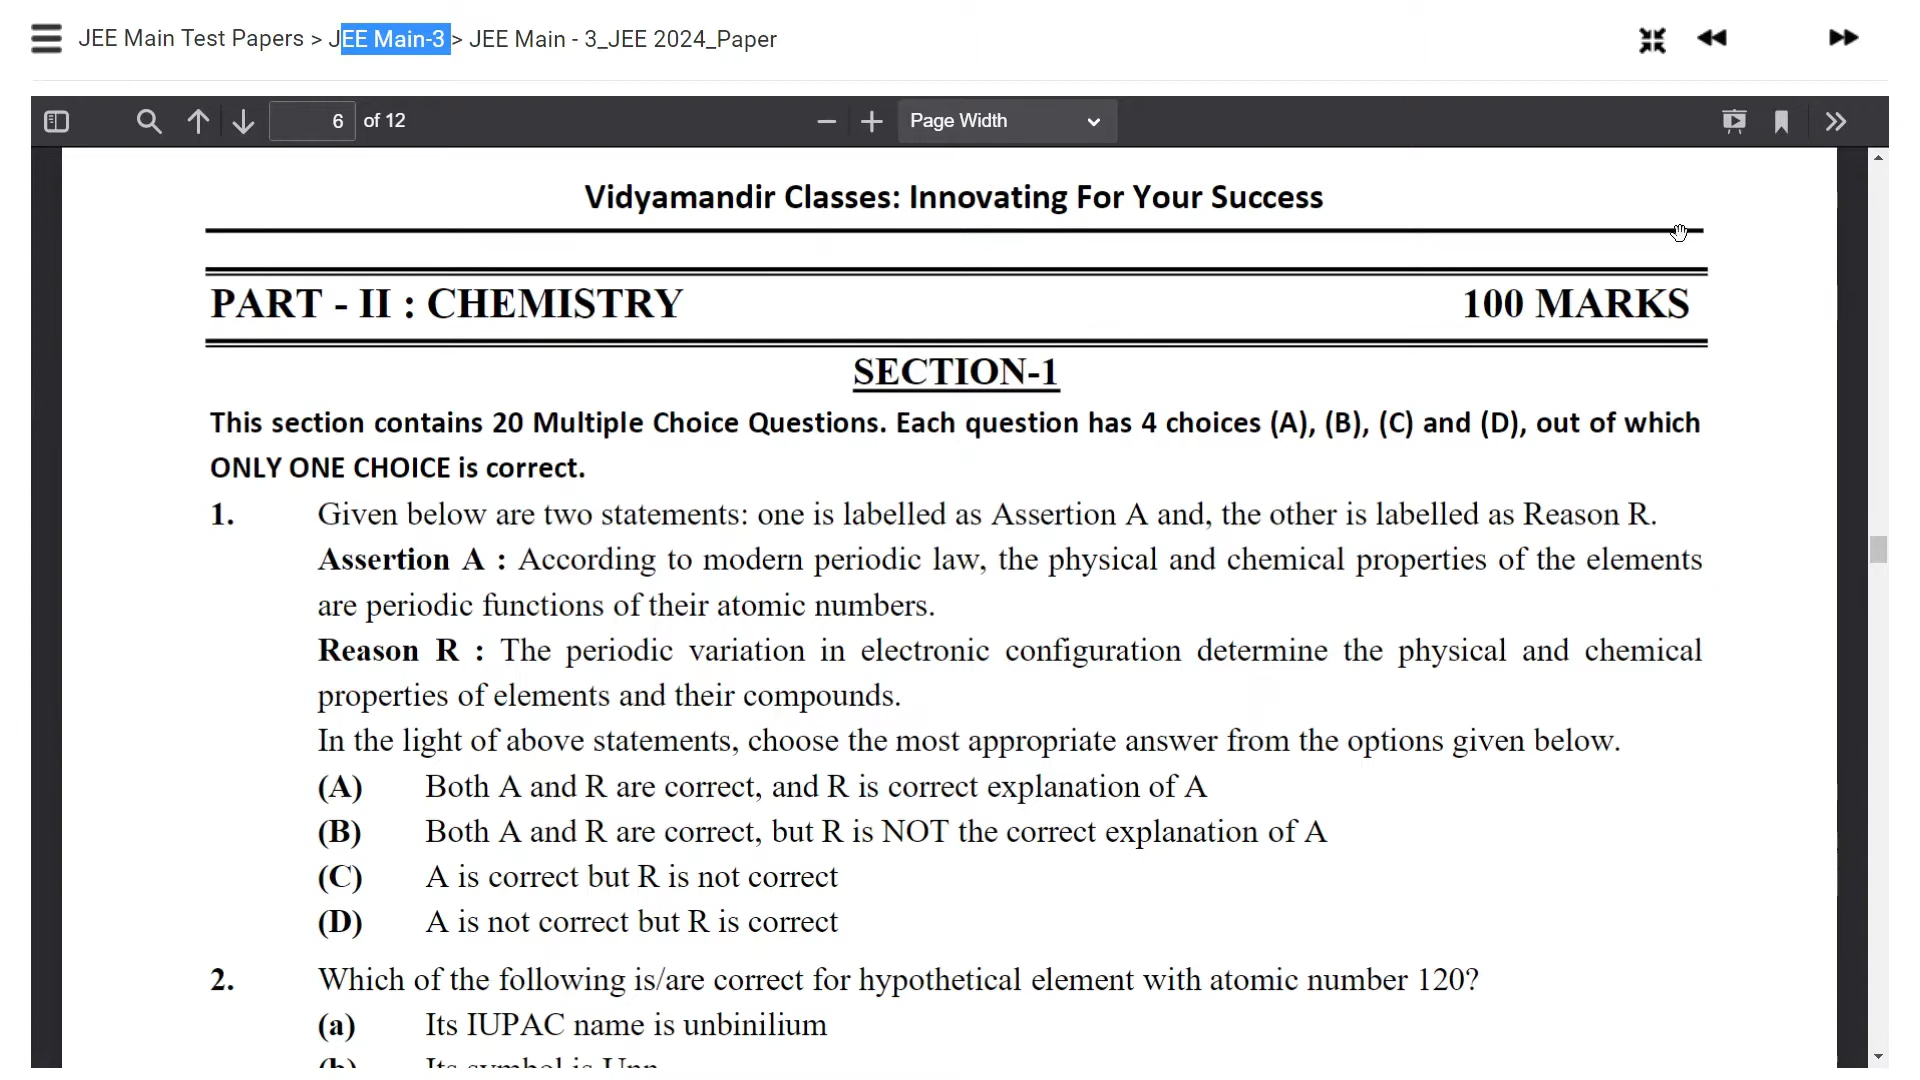 JEE Main Test Papers > JEE Main-3 > JEE Main - 3_JEE 2024_Paper
6 of 12 Page Width
Vidyamandir Classes: Innovating For Your Success
PART - II : CHEMISTRY 100 MARKS
SECTION-1
This section contains 20 Multiple Choice Questions. Each question has 4 choices (A), (B), (C) and (D), out of which
ONLY ONE CHOICE is correct.
1. Given below are two statements: one is labelled as Assertion A and, the other is labelled as Reason R.
Assertion A : According to modern periodic law, the physical and chemical properties of the elements
are periodic functions of their atomic numbers.
Reason R : The periodic variation in electronic configuration determine the physical and chemical
properties of elements and their compounds.
In the light of above statements, choose the most appropriate answer from the options given below.
(A) Both A and R are correct, and R is correct explanation of A
(B) Both A and R are correct, but R is NOT the correct explanation of A
(C) A is correct but R is not correct
(D) A is not correct but R is correct
2. Which of the following is/are correct for hypothetical element with atomic number 120?
(a) Its IUPAC name is unbinilium
(b) Its symbol is